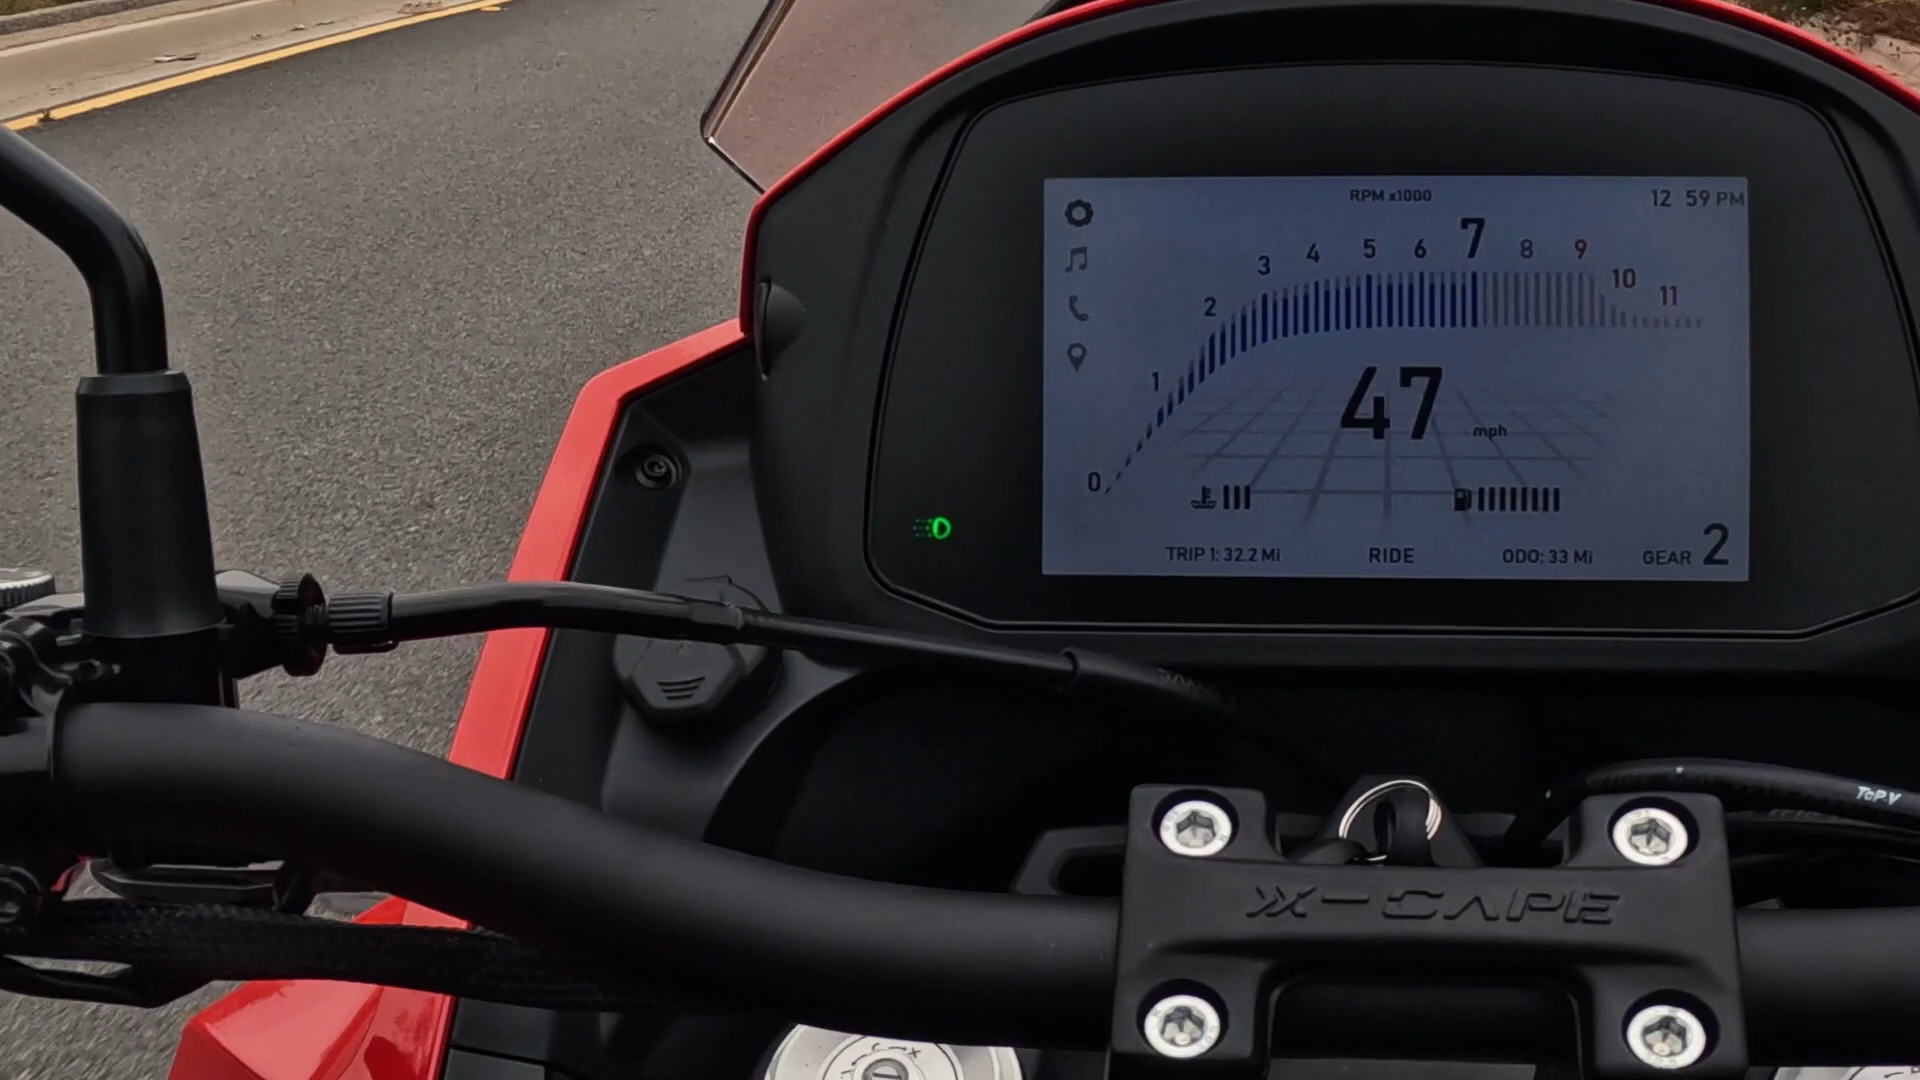 RPM x1000
12 59 PM
0 1 2 3 4 5 6 7 8 9 10 11
47 mph
TRIP 1: 32.2 Mi
RIDE
ODO: 33 Mi
GEAR 2
TCP.V
X-CAPE